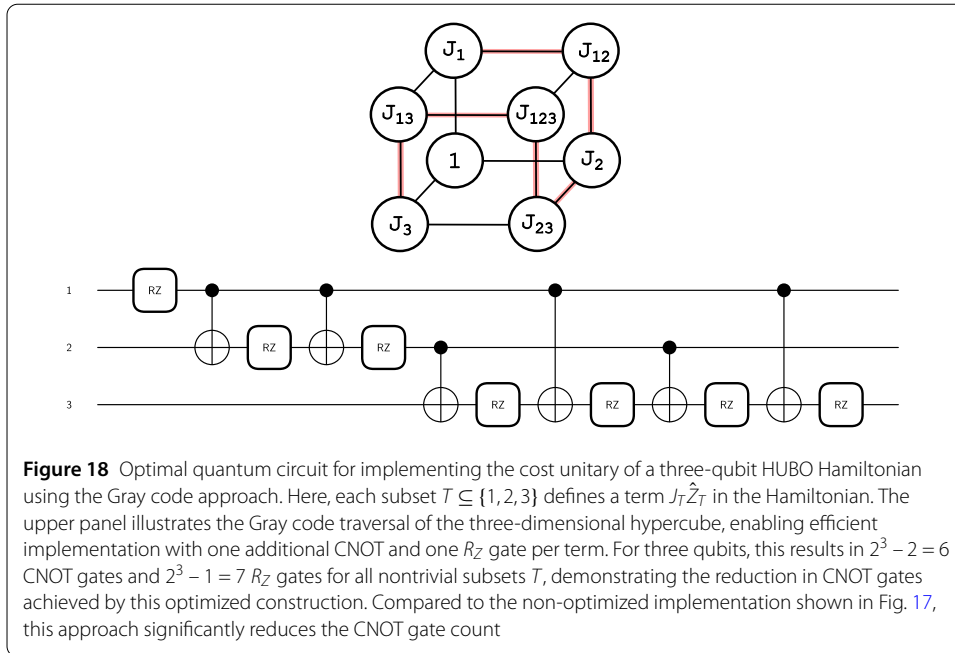 J₁ J₁₂
J₁₃ J₁₂₃
1 J₂
J₃ J₂₃
1 RZ
2 RZ RZ
3 RZ RZ RZ RZ
Figure 18 Optimal quantum circuit for implementing the cost unitary of a three-qubit HUBO Hamiltonian
using the Gray code approach. Here, each subset T ⊆ {1, 2, 3} defines a term J_T Ẑ_T in the Hamiltonian. The
upper panel illustrates the Gray code traversal of the three-dimensional hypercube, enabling efficient
implementation with one additional CNOT and one R_Z gate per term. For three qubits, this results in 2³ – 2 = 6
CNOT gates and 2³ – 1 = 7 R_Z gates for all nontrivial subsets T, demonstrating the reduction in CNOT gates
achieved by this optimized construction. Compared to the non-optimized implementation shown in Fig. 17,
this approach significantly reduces the CNOT gate count